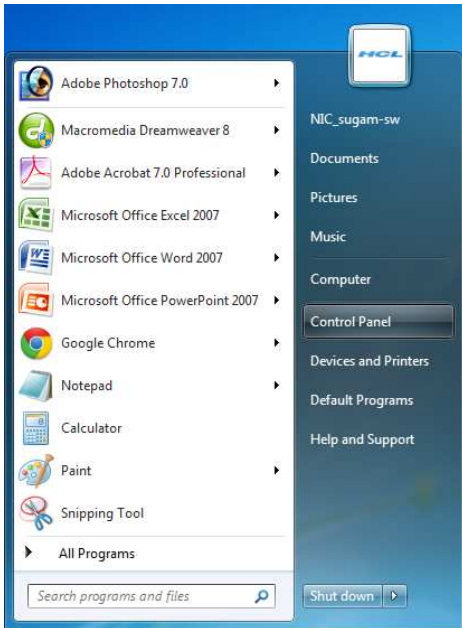 HCL
Adobe Photoshop 7.0
Macromedia Dreamweaver 8
Adobe Acrobat 7.0 Professional
Microsoft Office Excel 2007
Microsoft Office Word 2007
Microsoft Office PowerPoint 2007
Google Chrome
Notepad
Calculator
Paint
Snipping Tool
All Programs
Search programs and files
NIC_sugam-sw
Documents
Pictures
Music
Computer
Control Panel
Devices and Printers
Default Programs
Help and Support
Shut down